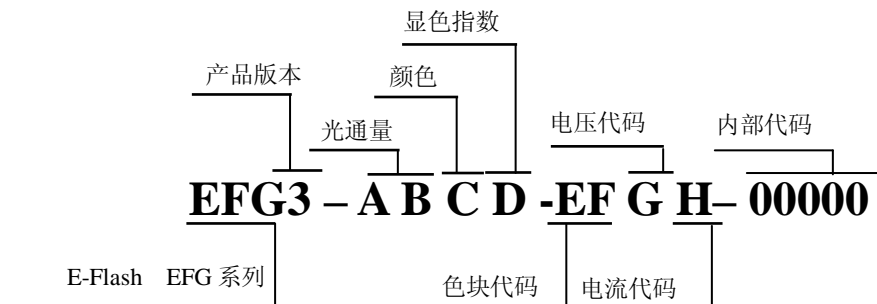 显色指数
产品版本
颜色
光通量
电压代码
内部代码
EFG3 – A B C D -EF G H– 00000
E-Flash EFG 系列
色块代码
电流代码